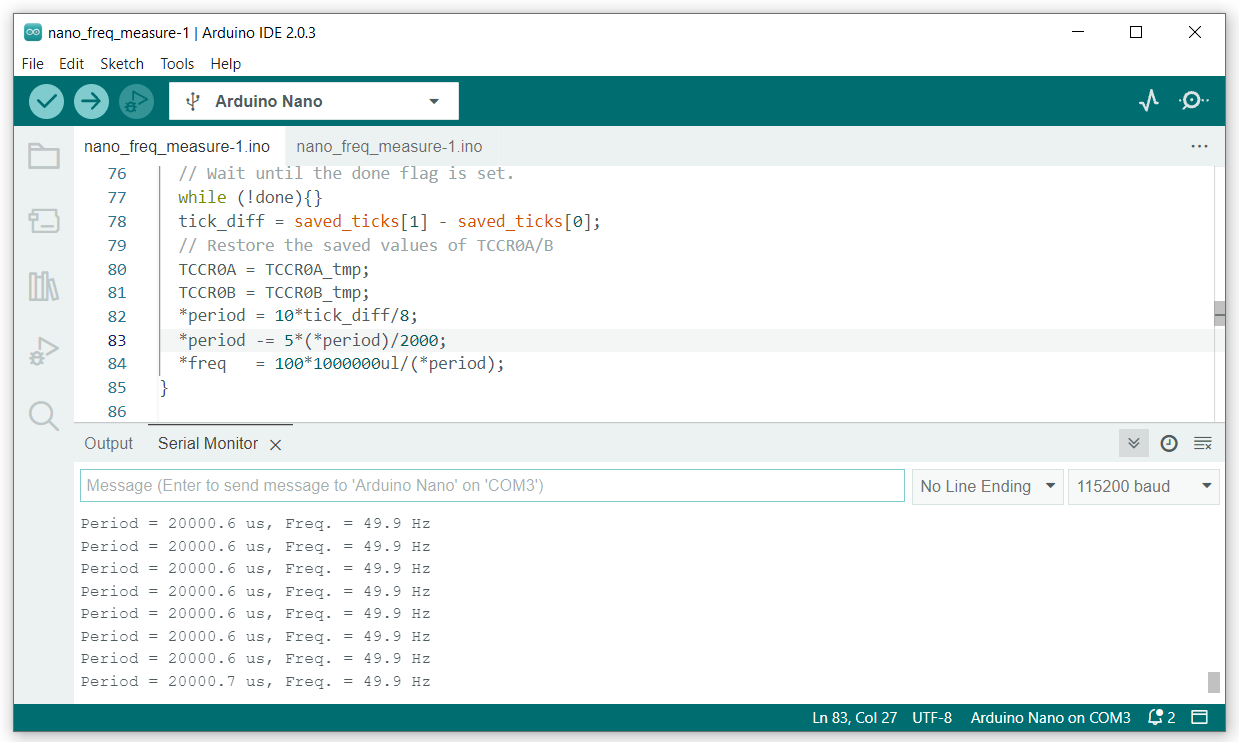 nano_freq_measure-1 | Arduino IDE 2.0.3
File Edit Sketch Tools Help
Arduino Nano
nano_freq_measure-1.ino nano_freq_measure-1.ino
76 // Wait until the done flag is set.
77 while (!done){}
78 tick_diff = saved_ticks[1] - saved_ticks[0];
79 // Restore the saved values of TCCR0A/B
80 TCCR0A = TCCR0A_tmp;
81 TCCR0B = TCCR0B_tmp;
82 *period = 10*tick_diff/8;
83 *period -= 5*(*period)/2000;
84 *freq   = 100*1000000ul/(*period);
85 }
86
Output Serial Monitor
Message (Enter to send message to 'Arduino Nano' on 'COM3') No Line Ending 115200 baud
Period = 20000.6 us, Freq. = 49.9 Hz
Period = 20000.6 us, Freq. = 49.9 Hz
Period = 20000.6 us, Freq. = 49.9 Hz
Period = 20000.6 us, Freq. = 49.9 Hz
Period = 20000.6 us, Freq. = 49.9 Hz
Period = 20000.6 us, Freq. = 49.9 Hz
Period = 20000.6 us, Freq. = 49.9 Hz
Period = 20000.7 us, Freq. = 49.9 Hz
Ln 83, Col 27 UTF-8 Arduino Nano on COM3 2